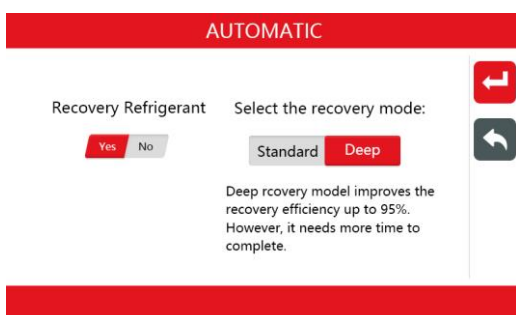 AUTOMATIC
Recovery Refrigerant
Yes No
Select the recovery mode:
Standard Deep
Deep rcovery model improves the
recovery efficiency up to 95%.
However, it needs more time to
complete.